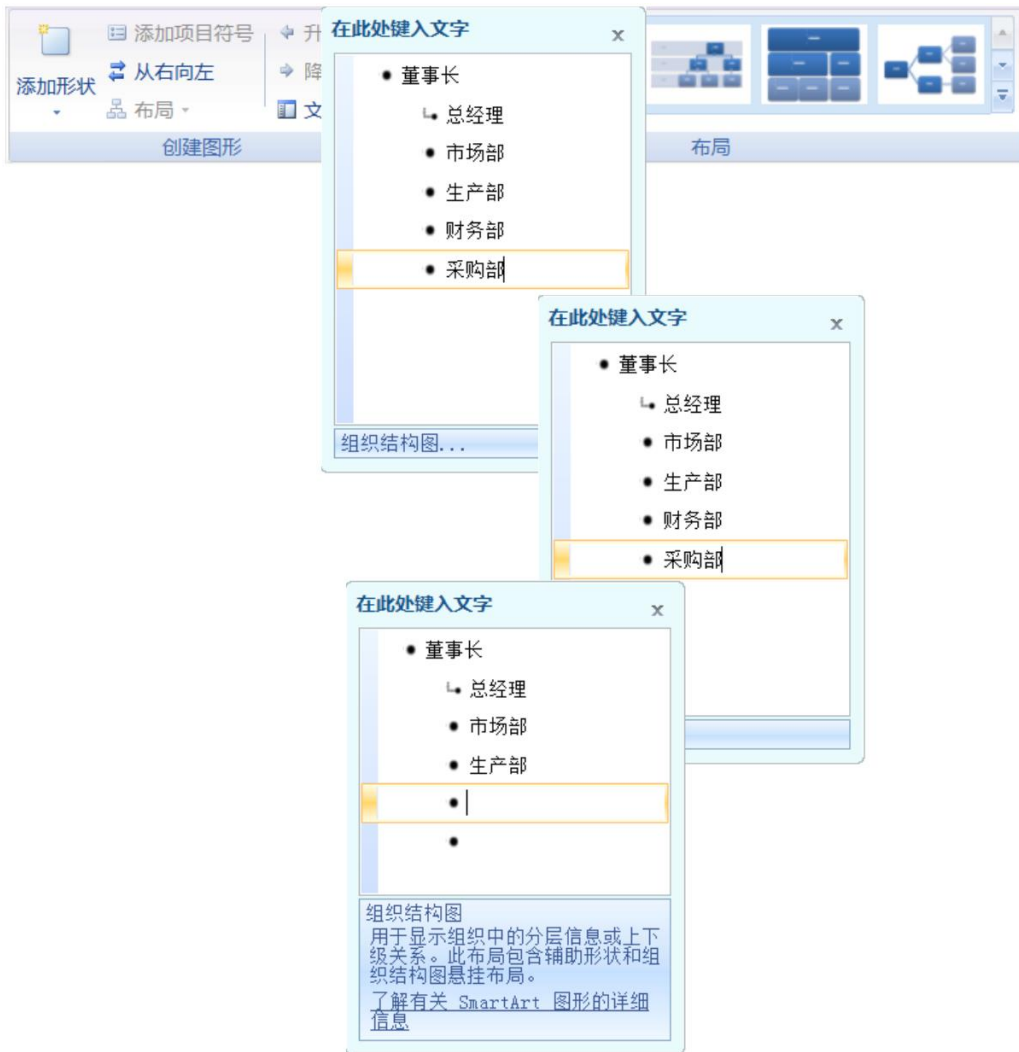 添加形状
添加项目符号
从右向左
布局
升
降
文
创建图形
布局
在此处键入文字
x
董事长
总经理
市场部
生产部
财务部
采购部
组织结构图...
在此处键入文字
x
董事长
总经理
市场部
生产部
财务部
采购部
在此处键入文字
x
董事长
总经理
市场部
生产部
组织结构图
用于显示组织中的分层信息或上下
级关系。此布局包含辅助形状和组
织结构图悬挂布局。
了解有关 SmartArt 图形的详细
信息